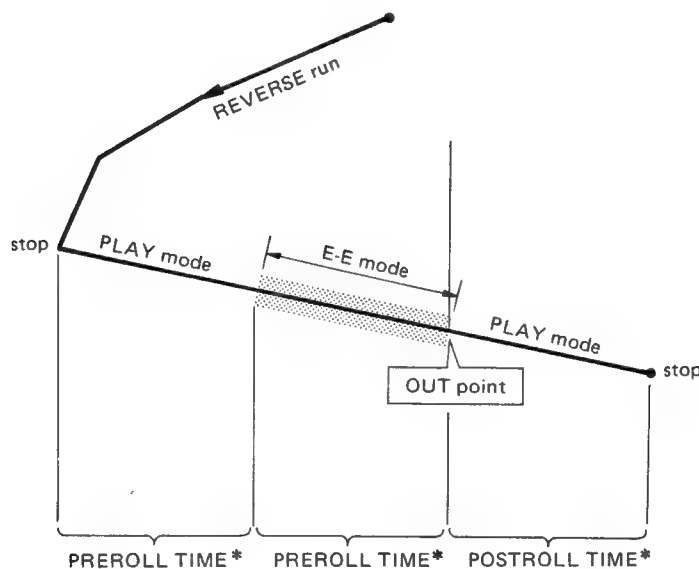 REVERSE run
stop
PLAY mode
E-E mode
PLAY mode
OUT point
stop
PREROLL TIME*
PREROLL TIME*
POSTROLL TIME*